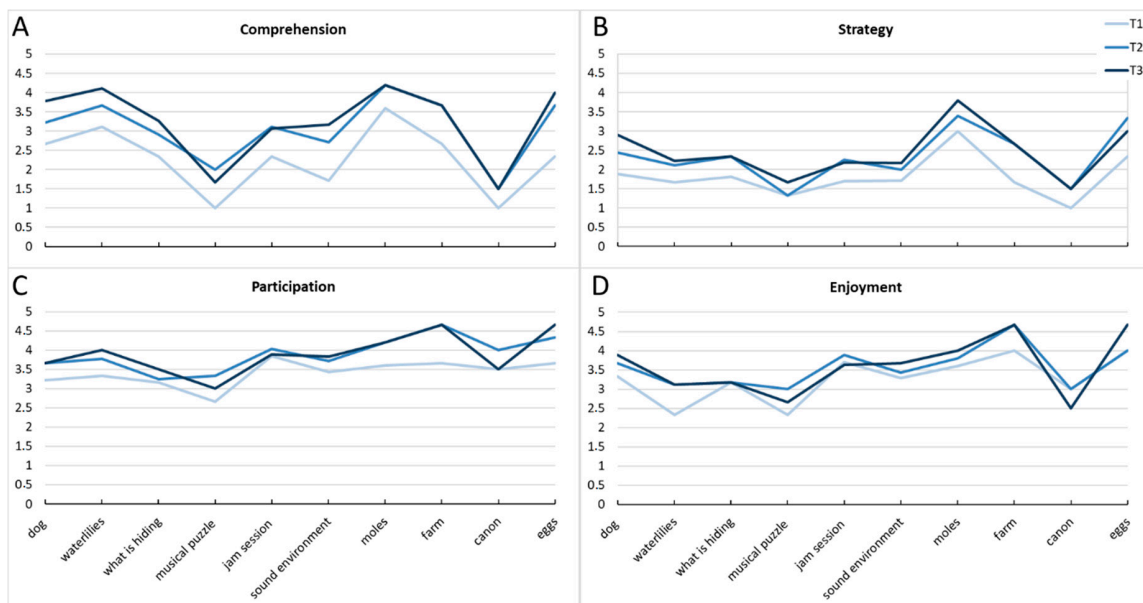 A
Comprehension
5
4.5
4
3.5
3
2.5
2
1.5
1
0.5
0
B
Strategy
T1
T2
T3
5
4.5
4
3.5
3
2.5
2
1.5
1
0.5
0
C
Participation
5
4.5
4
3.5
3
2.5
2
1.5
1
0.5
0
dog
waterlilies
what is hiding
musical puzzle
jam session
sound environment
moles
farm
canon
eggs
D
Enjoyment
5
4.5
4
3.5
3
2.5
2
1.5
1
0.5
0
dog
waterlilies
what is hiding
musical puzzle
jam session
sound environment
moles
farm
canon
eggs